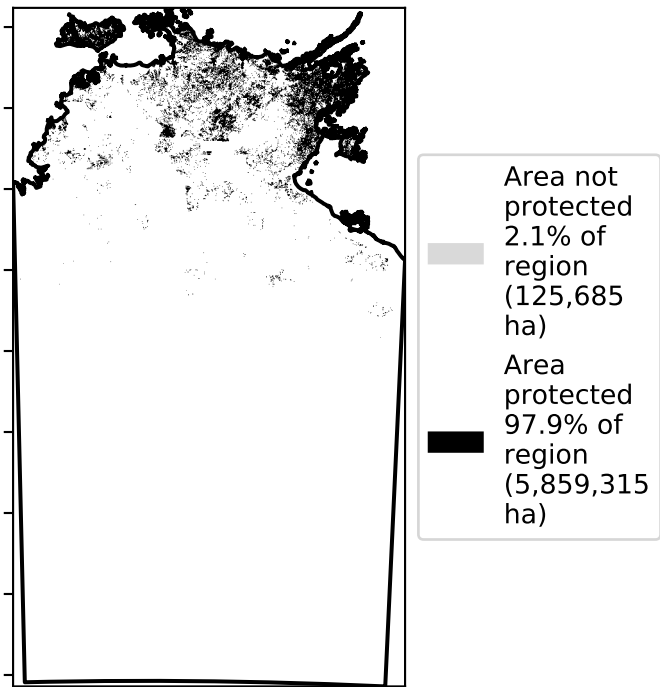 Area not
protected
2.1% of
region
(125,685
ha)
Area
protected
97.9% of
region
(5,859,315
ha)